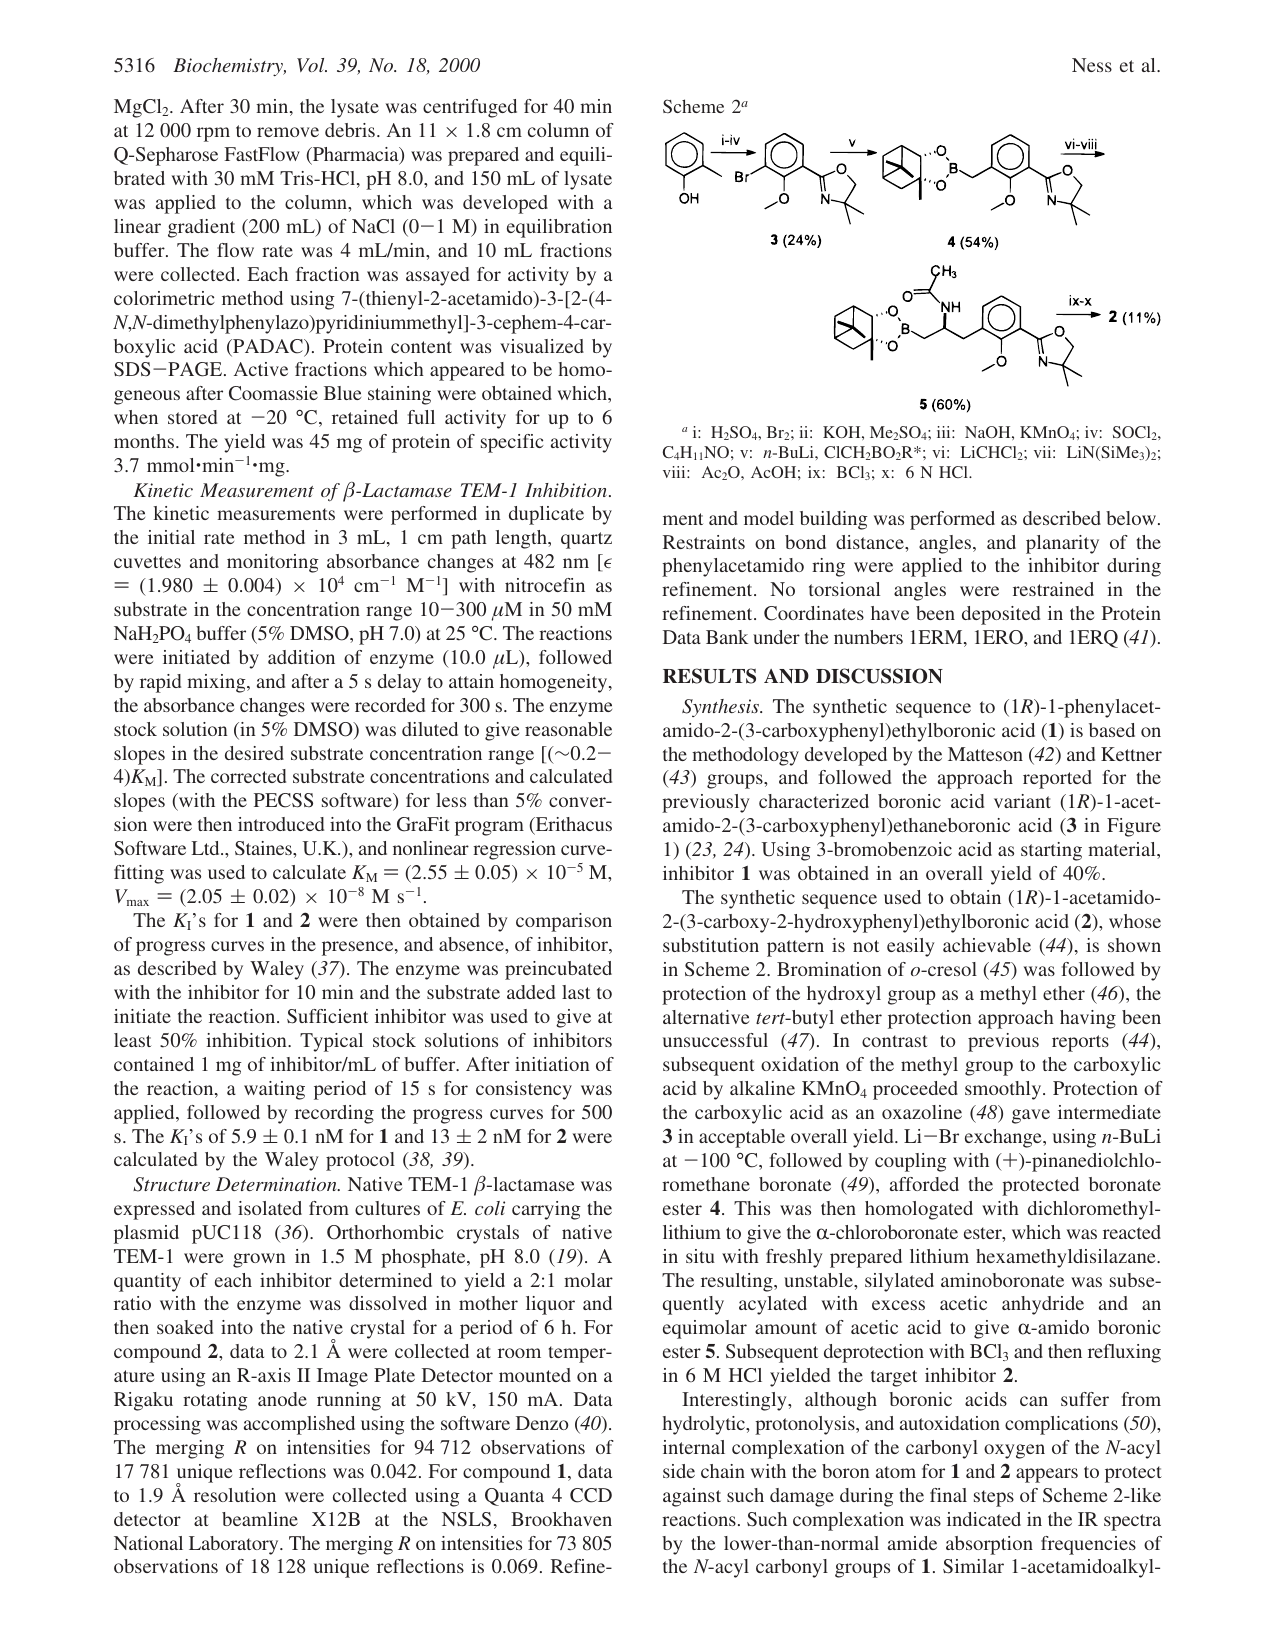 5316 Biochemistry, Vol. 39, No. 18, 2000
Ness et al.
MgCl2. After 30 min, the lysate was centrifuged for 40 min
at 12 000 rpm to remove debris. An 11 × 1.8 cm column of
Q-Sepharose FastFlow (Pharmacia) was prepared and equili-
brated with 30 mM Tris-HCl, pH 8.0, and 150 mL of lysate
was applied to the column, which was developed with a
linear gradient (200 mL) of NaCl (0−1 M) in equilibration
buffer. The flow rate was 4 mL/min, and 10 mL fractions
were collected. Each fraction was assayed for activity by a
colorimetric method using 7-(thienyl-2-acetamido)-3-[2-(4-
N,N-dimethylphenylazo)pyridiniummethyl]-3-cephem-4-car-
boxylic acid (PADAC). Protein content was visualized by
SDS−PAGE. Active fractions which appeared to be homo-
geneous after Coomassie Blue staining were obtained which,
when stored at −20 °C, retained full activity for up to 6
months. The yield was 45 mg of protein of specific activity
3.7 mmol•min−1•mg.
Kinetic Measurement of β-Lactamase TEM-1 Inhibition.
The kinetic measurements were performed in duplicate by
the initial rate method in 3 mL, 1 cm path length, quartz
cuvettes and monitoring absorbance changes at 482 nm [ϵ
= (1.980 ± 0.004) × 10⁴ cm−1 M−1] with nitrocefin as
substrate in the concentration range 10−300 μM in 50 mM
NaH2PO4 buffer (5% DMSO, pH 7.0) at 25 °C. The reactions
were initiated by addition of enzyme (10.0 μL), followed
by rapid mixing, and after a 5 s delay to attain homogeneity,
the absorbance changes were recorded for 300 s. The enzyme
stock solution (in 5% DMSO) was diluted to give reasonable
slopes in the desired substrate concentration range [(∼0.2−
4)KM]. The corrected substrate concentrations and calculated
slopes (with the PECSS software) for less than 5% conver-
sion were then introduced into the GraFit program (Erithacus
Software Ltd., Staines, U.K.), and nonlinear regression curve-
fitting was used to calculate KM = (2.55 ± 0.05) × 10−5 M,
Vmax = (2.05 ± 0.02) × 10−8 M s−1.
The KI's for 1 and 2 were then obtained by comparison
of progress curves in the presence, and absence, of inhibitor,
as described by Waley (37). The enzyme was preincubated
with the inhibitor for 10 min and the substrate added last to
initiate the reaction. Sufficient inhibitor was used to give at
least 50% inhibition. Typical stock solutions of inhibitors
contained 1 mg of inhibitor/mL of buffer. After initiation of
the reaction, a waiting period of 15 s for consistency was
applied, followed by recording the progress curves for 500
s. The KI's of 5.9 ± 0.1 nM for 1 and 13 ± 2 nM for 2 were
calculated by the Waley protocol (38, 39).
Structure Determination. Native TEM-1 β-lactamase was
expressed and isolated from cultures of E. coli carrying the
plasmid pUC118 (36). Orthorhombic crystals of native
TEM-1 were grown in 1.5 M phosphate, pH 8.0 (19). A
quantity of each inhibitor determined to yield a 2:1 molar
ratio with the enzyme was dissolved in mother liquor and
then soaked into the native crystal for a period of 6 h. For
compound 2, data to 2.1 Å were collected at room temper-
ature using an R-axis II Image Plate Detector mounted on a
Rigaku rotating anode running at 50 kV, 150 mA. Data
processing was accomplished using the software Denzo (40).
The merging R on intensities for 94 712 observations of
17 781 unique reflections was 0.042. For compound 1, data
to 1.9 Å resolution were collected using a Quanta 4 CCD
detector at beamline X12B at the NSLS, Brookhaven
National Laboratory. The merging R on intensities for 73 805
observations of 18 128 unique reflections is 0.069. Refine-
Scheme 2a
i-iv
v
vi-viii
OH
Br
O
O
N
O
O
B
O
O
N
3 (24%)
4 (54%)
CH3
O
NH
O
O
B
O
O
N
ix-x
2 (11%)
5 (60%)
a i: H2SO4, Br2; ii: KOH, Me2SO4; iii: NaOH, KMnO4; iv: SOCl2,
C4H11NO; v: n-BuLi, ClCH2BO2R*; vi: LiCHCl2; vii: LiN(SiMe3)2;
viii: Ac2O, AcOH; ix: BCl3; x: 6 N HCl.
ment and model building was performed as described below.
Restraints on bond distance, angles, and planarity of the
phenylacetamido ring were applied to the inhibitor during
refinement. No torsional angles were restrained in the
refinement. Coordinates have been deposited in the Protein
Data Bank under the numbers 1ERM, 1ERO, and 1ERQ (41).
RESULTS AND DISCUSSION
Synthesis. The synthetic sequence to (1R)-1-phenylacet-
amido-2-(3-carboxyphenyl)ethylboronic acid (1) is based on
the methodology developed by the Matteson (42) and Kettner
(43) groups, and followed the approach reported for the
previously characterized boronic acid variant (1R)-1-acet-
amido-2-(3-carboxyphenyl)ethaneboronic acid (3 in Figure
1) (23, 24). Using 3-bromobenzoic acid as starting material,
inhibitor 1 was obtained in an overall yield of 40%.
The synthetic sequence used to obtain (1R)-1-acetamido-
2-(3-carboxy-2-hydroxyphenyl)ethylboronic acid (2), whose
substitution pattern is not easily achievable (44), is shown
in Scheme 2. Bromination of o-cresol (45) was followed by
protection of the hydroxyl group as a methyl ether (46), the
alternative tert-butyl ether protection approach having been
unsuccessful (47). In contrast to previous reports (44),
subsequent oxidation of the methyl group to the carboxylic
acid by alkaline KMnO4 proceeded smoothly. Protection of
the carboxylic acid as an oxazoline (48) gave intermediate
3 in acceptable overall yield. Li−Br exchange, using n-BuLi
at −100 °C, followed by coupling with (+)-pinanediolchlo-
romethane boronate (49), afforded the protected boronate
ester 4. This was then homologated with dichloromethyl-
lithium to give the α-chloroboronate ester, which was reacted
in situ with freshly prepared lithium hexamethyldisilazane.
The resulting, unstable, silylated aminoboronate was subse-
quently acylated with excess acetic anhydride and an
equimolar amount of acetic acid to give α-amido boronic
ester 5. Subsequent deprotection with BCl3 and then refluxing
in 6 M HCl yielded the target inhibitor 2.
Interestingly, although boronic acids can suffer from
hydrolytic, protonolysis, and autoxidation complications (50),
internal complexation of the carbonyl oxygen of the N-acyl
side chain with the boron atom for 1 and 2 appears to protect
against such damage during the final steps of Scheme 2-like
reactions. Such complexation was indicated in the IR spectra
by the lower-than-normal amide absorption frequencies of
the N-acyl carbonyl groups of 1. Similar 1-acetamidoalkyl-